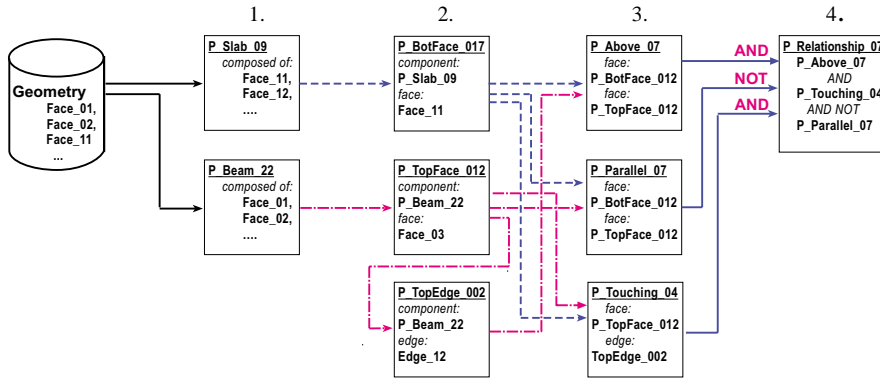 1.
2.
3.
4.
Geometry
Face_01,
Face_02,
Face_11
...
P_Slab_09
composed of:
Face_11,
Face_12,
....
P_Beam_22
composed of:
Face_01,
Face_02,
....
P_BotFace_017
component:
P_Slab_09
face:
Face_11
P_TopFace_012
component:
P_Beam_22
face:
Face_03
P_TopEdge_002
component:
P_Beam_22
edge:
Edge_12
P_Above_07
face:
P_BotFace_012
face:
P_TopFace_012
P_Parallel_07
face:
P_BotFace_012
face:
P_TopFace_012
P_Touching_04
face:
P_TopFace_012
edge:
TopEdge_002
AND
NOT
AND
P_Relationship_07
P_Above_07
AND
P_Touching_04
AND NOT
P_Parallel_07